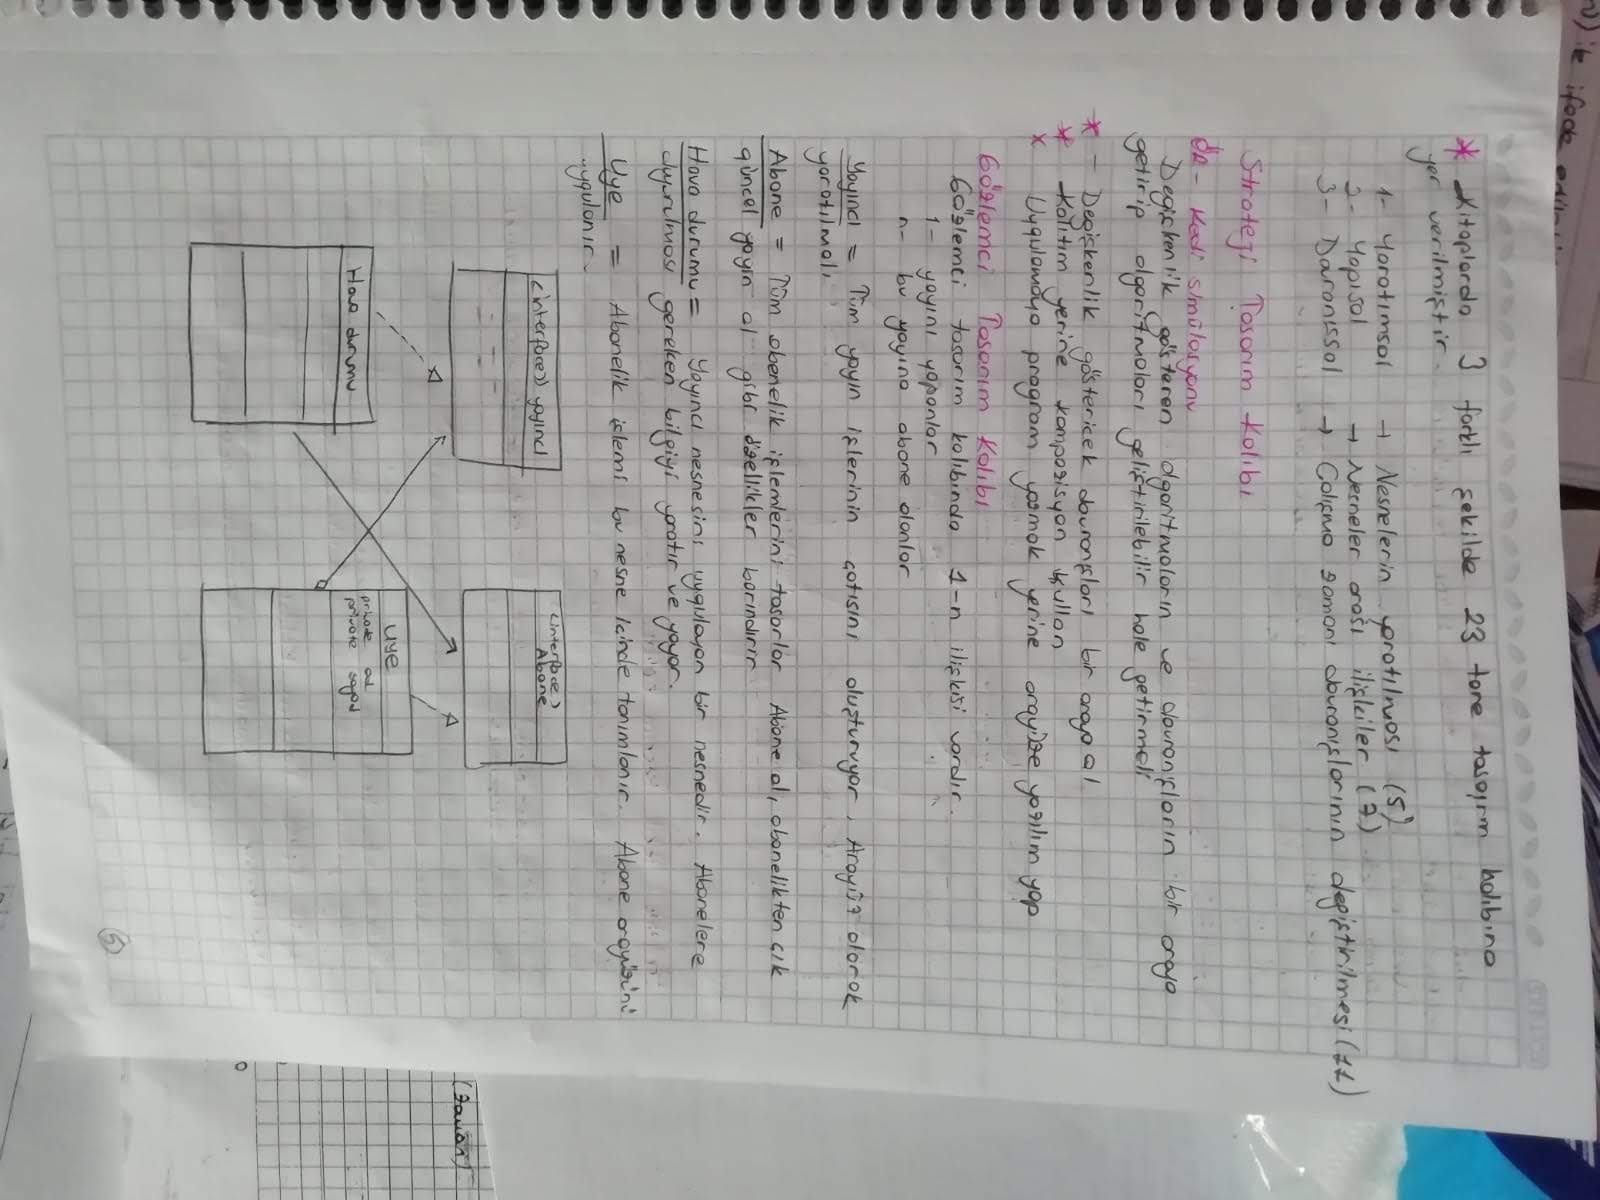 * Kitaplarda 3 farklı şekilde 23 tane tasarım kalıbına
yer verilmiştir.
1- Yaratımsal → Nesnelerin yaratılması (5)
2- Yapısal → Nesneler arası ilişkiler (7)
3- Davranışsal → Çalışma zamanı davranışlarının değiştirilmesi (11)
Strateji Tasarım Kalıbı
Ör- Kedi simülasyonu
Değişkenlik gösteren algoritmaların ve davranışların bir araya
getirip algoritmaları geliştirilebilir hale getirmeli
* - Değişkenlik gösterecek davranışları bir araya al.
* Kalıtım yerine kompozisyon kullan
* Uygulamaya program yazmak yerine arayüze yazılım yap
Gözlemci Tasarım Kalıbı
Gözlemci tasarım kalıbında 1-n ilişkisi vardır.
1- yayını yapanlar
n- bu yayına abone olanlar
Yayıncı = Tüm yayın işlerinin çatısını oluşturuyor, Arayüz olarak
yaratılmalı.
Abone = Tüm abenelik işlemlerini tasarlar Abone ol, abonelikten çık
güncel yayın al gibi özellikler barındırır
Hava durumu = Yayıncı nesnesini uygulayan bir nesnedir. Abonelere
duyurulması gereken bilgiyi yaratır ve yayar.
Uye = Abonelik işlemi bu nesne içinde tanımlanır. Abone arayüzünü
uygulanır.
<interface>> yayıncı
<interface>
Abone
Hava durumu
Uye
private ad
private soyad
5